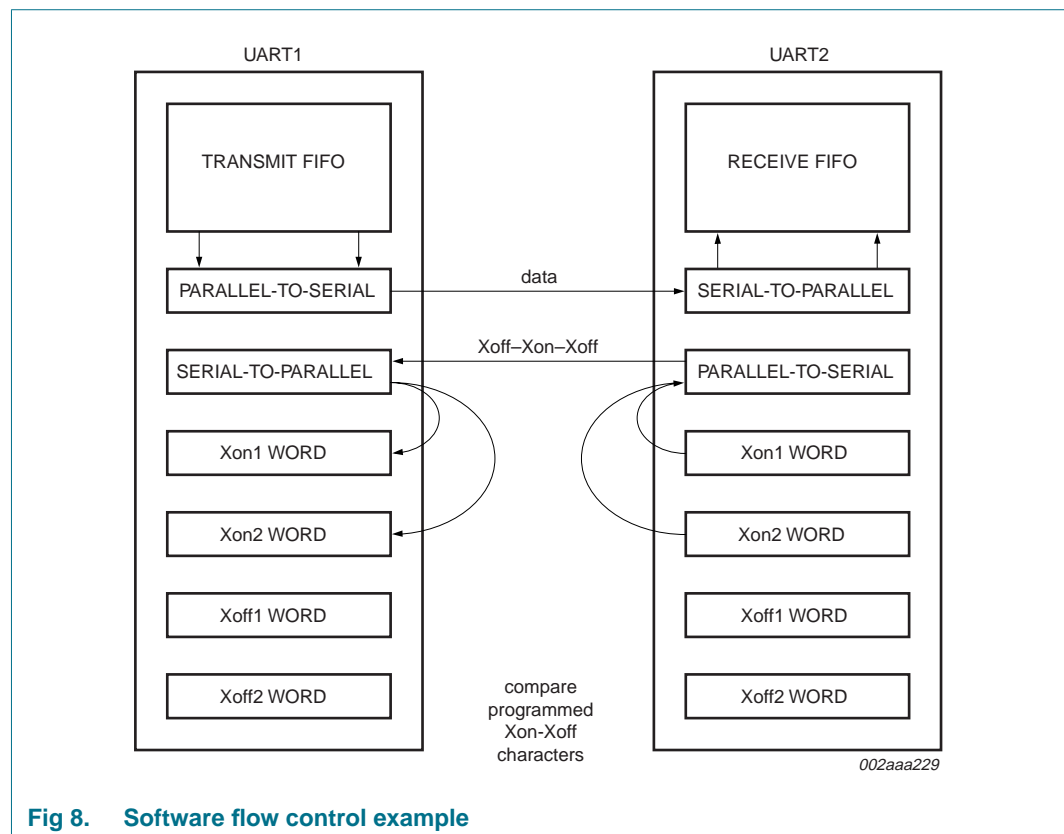 UART1
UART2
TRANSMIT FIFO
RECEIVE FIFO
PARALLEL-TO-SERIAL
data
SERIAL-TO-PARALLEL
Xoff–Xon–Xoff
SERIAL-TO-PARALLEL
PARALLEL-TO-SERIAL
Xon1 WORD
Xon1 WORD
Xon2 WORD
Xon2 WORD
Xoff1 WORD
Xoff1 WORD
Xoff2 WORD
Xoff2 WORD
compare
programmed
Xon-Xoff
characters
002aaa229
Fig 8. Software flow control example